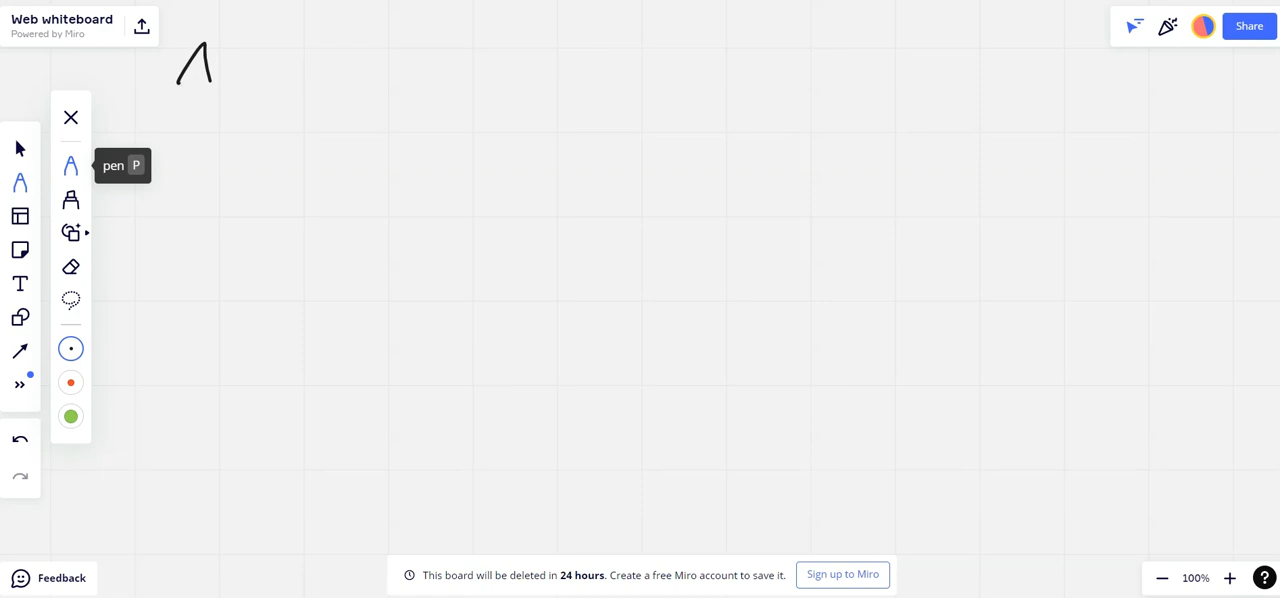 Web whiteboard
Powered by Miro
Share
pen P
T
This board will be deleted in 24 hours. Create a free Miro account to save it.
Sign up to Miro
Feedback
100%
?